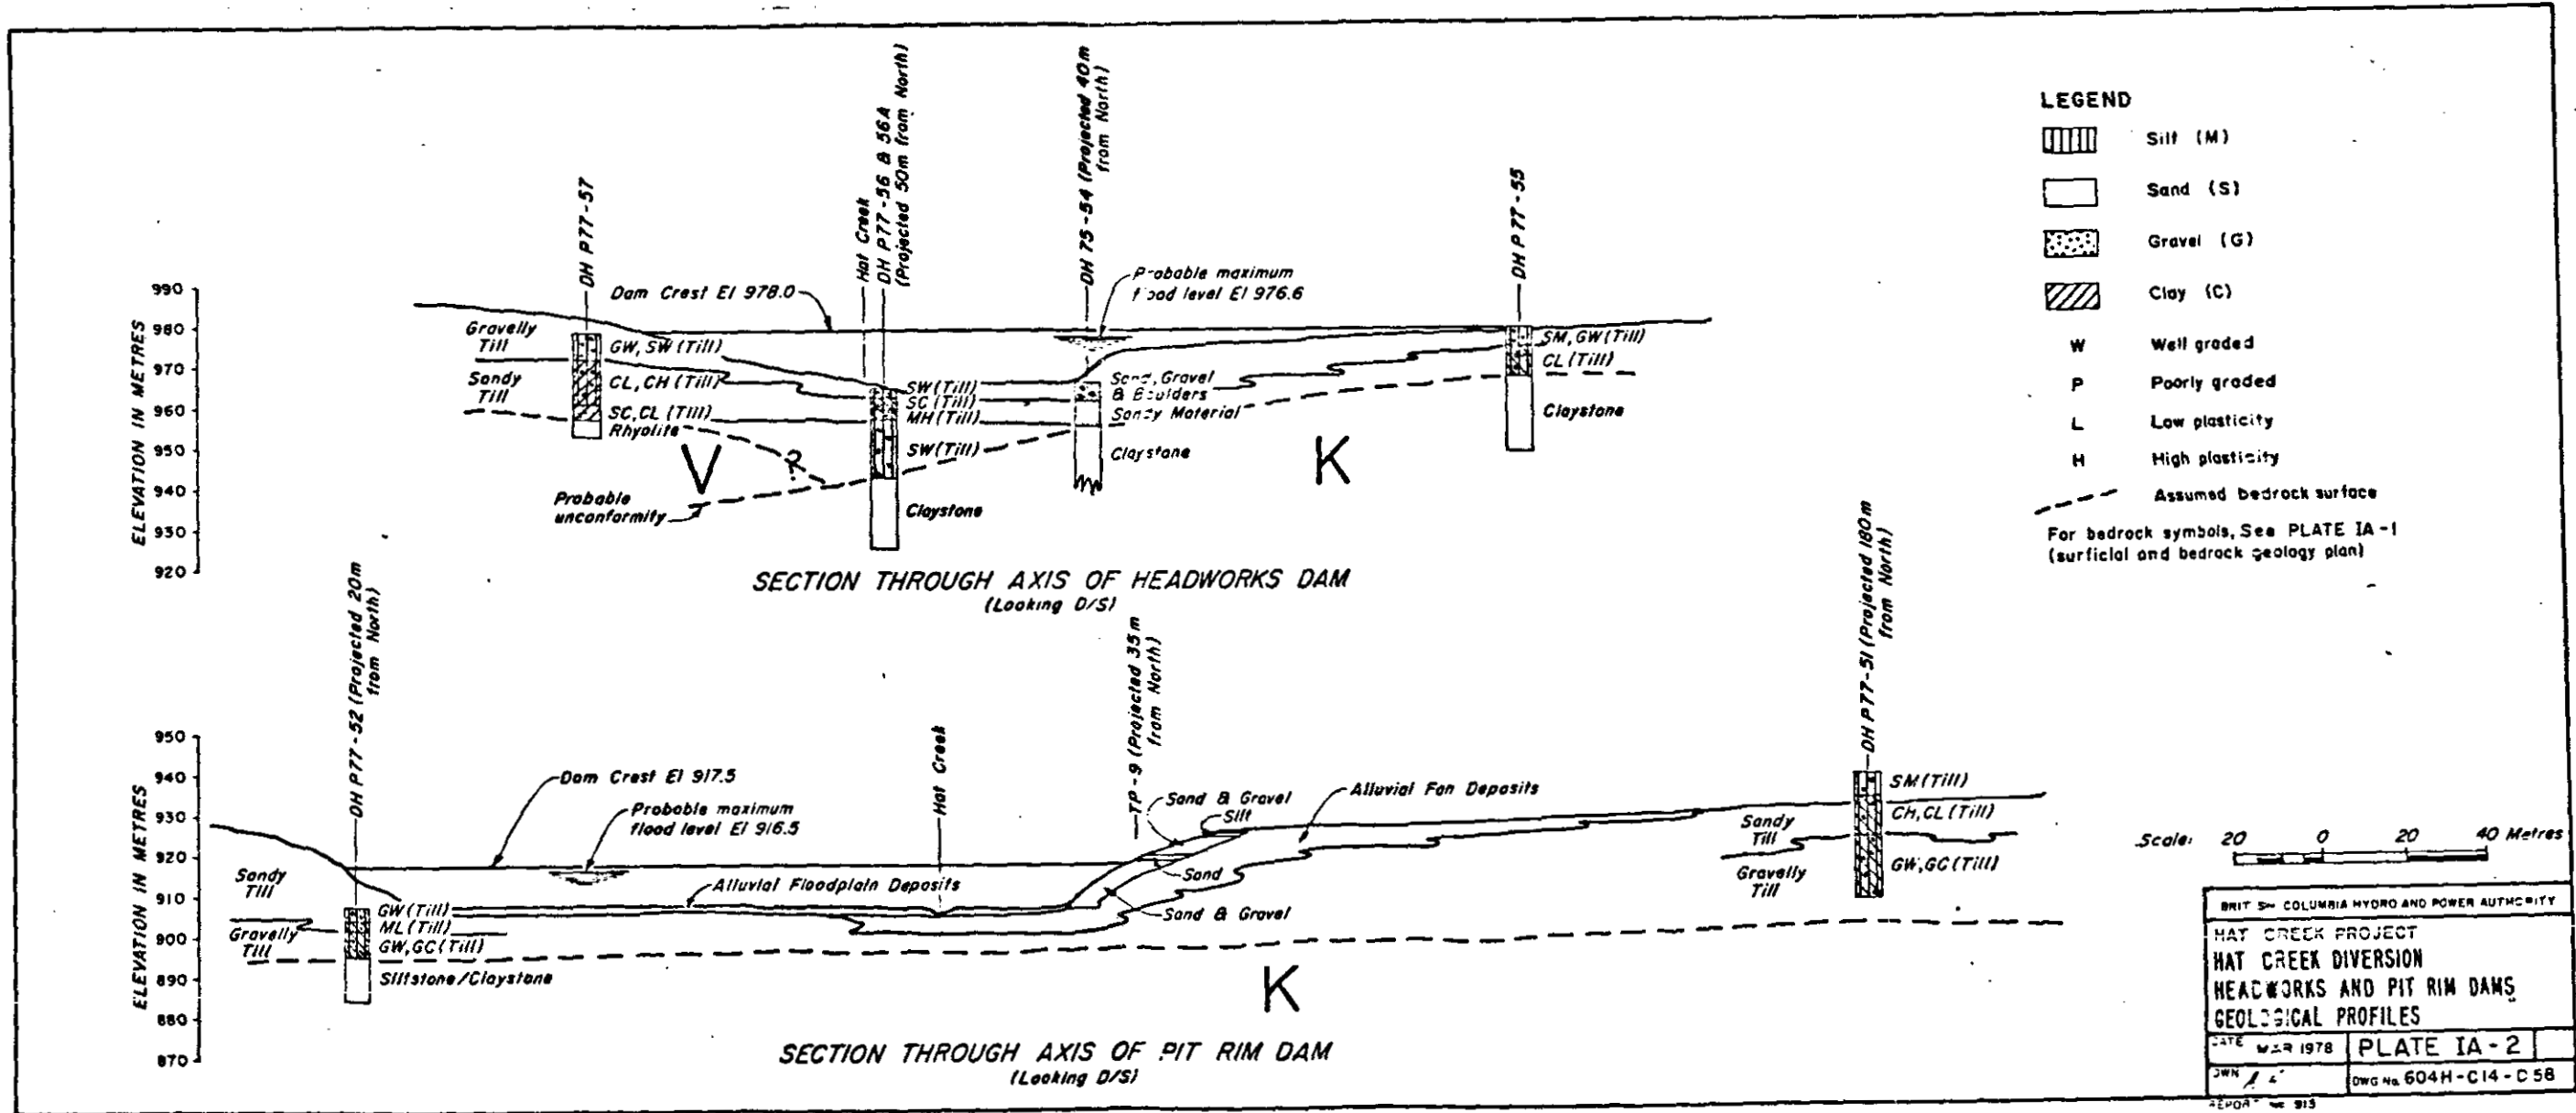 DH P77-57
Hat Creek
DH P77-56 & 56A
(Projected 50m from North)
DH 75-54 (Projected 40m
from North)
DH P77-55
ELEVATION IN METRES
990
980
970
960
950
940
930
920
Dam Crest El 978.0
Probable maximum
flood level El 976.6
Gravelly
Till
Sandy
Till
GW, SW (Till)
CL, CH (Till)
SC, CL (Till)
Rhyolite
V
?
Probable
unconformity
SW (Till)
SC (Till)
MH (Till)
SW (Till)
Claystone
Sand, Gravel
& Boulders
Sandy Material
Claystone
K
SM, GW (Till)
CL (Till)
Claystone
SECTION THROUGH AXIS OF HEADWORKS DAM
(Looking D/S)
LEGEND
Silt (M)
Sand (S)
Gravel (G)
Clay (C)
W Well graded
P Poorly graded
L Low plasticity
H High plasticity
Assumed bedrock surface
For bedrock symbols, See PLATE IA-1
(surficial and bedrock geology plan)
DH P77-52 (Projected 20m
from North)
Hat Creek
TP-9 (Projected 35m
from North)
DH P77-51 (Projected 180m
from North)
ELEVATION IN METRES
950
940
930
920
910
900
890
880
870
Dam Crest El 917.5
Probable maximum
flood level El 916.5
Sandy
Till
Gravelly
Till
GW (Till)
ML (Till)
GW, GC (Till)
Siltstone/Claystone
Alluvial Floodplain Deposits
Sand & Gravel
Silt
Alluvial Fan Deposits
Sand
Sand & Gravel
K
Sandy
Till
Gravelly
Till
SM (Till)
CH, CL (Till)
GW, GC (Till)
SECTION THROUGH AXIS OF PIT RIM DAM
(Looking D/S)
Scale: 20 0 20 40 Metres
BRITISH COLUMBIA HYDRO AND POWER AUTHORITY
HAT CREEK PROJECT
HAT CREEK DIVERSION
HEADWORKS AND PIT RIM DAMS
GEOLOGICAL PROFILES
DATE MAR 1978 PLATE IA-2
DWN
DWG No. 604H-C14-D58
REPORT No 913